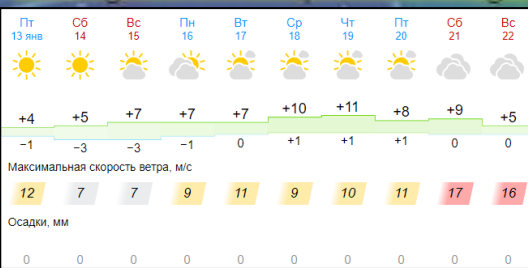 Пт Сб Вс Пн Вт Ср Чт Пт Сб Вс
13 янв 14 15 16 17 18 19 20 21 22
+4 +5 +7 +7 +7 +10 +11 +8 +9 +5
−1 −3 −3 −1 0 +1 +1 +1 0 0
Максимальная скорость ветра, м/с
12 7 7 9 11 9 10 11 17 16
Осадки, мм
0 0 0 0 0 0 0 0 0 0